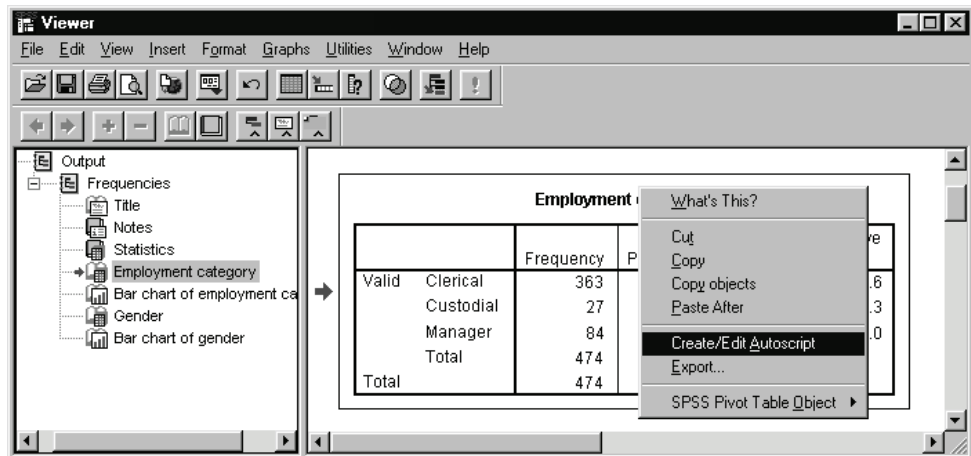 Viewer
File Edit View Insert Format Graphs Utilities Window Help
Output
Frequencies
Title
Notes
Statistics
Employment category
Bar chart of employment ca
Gender
Bar chart of gender
Employment
Frequency P
Valid Clerical 363 .6
Custodial 27 .3
Manager 84 .0
Total 474
Total 474
What's This?
Cut
Copy
Copy objects
Paste After
Create/Edit Autoscript
Export...
SPSS Pivot Table Object